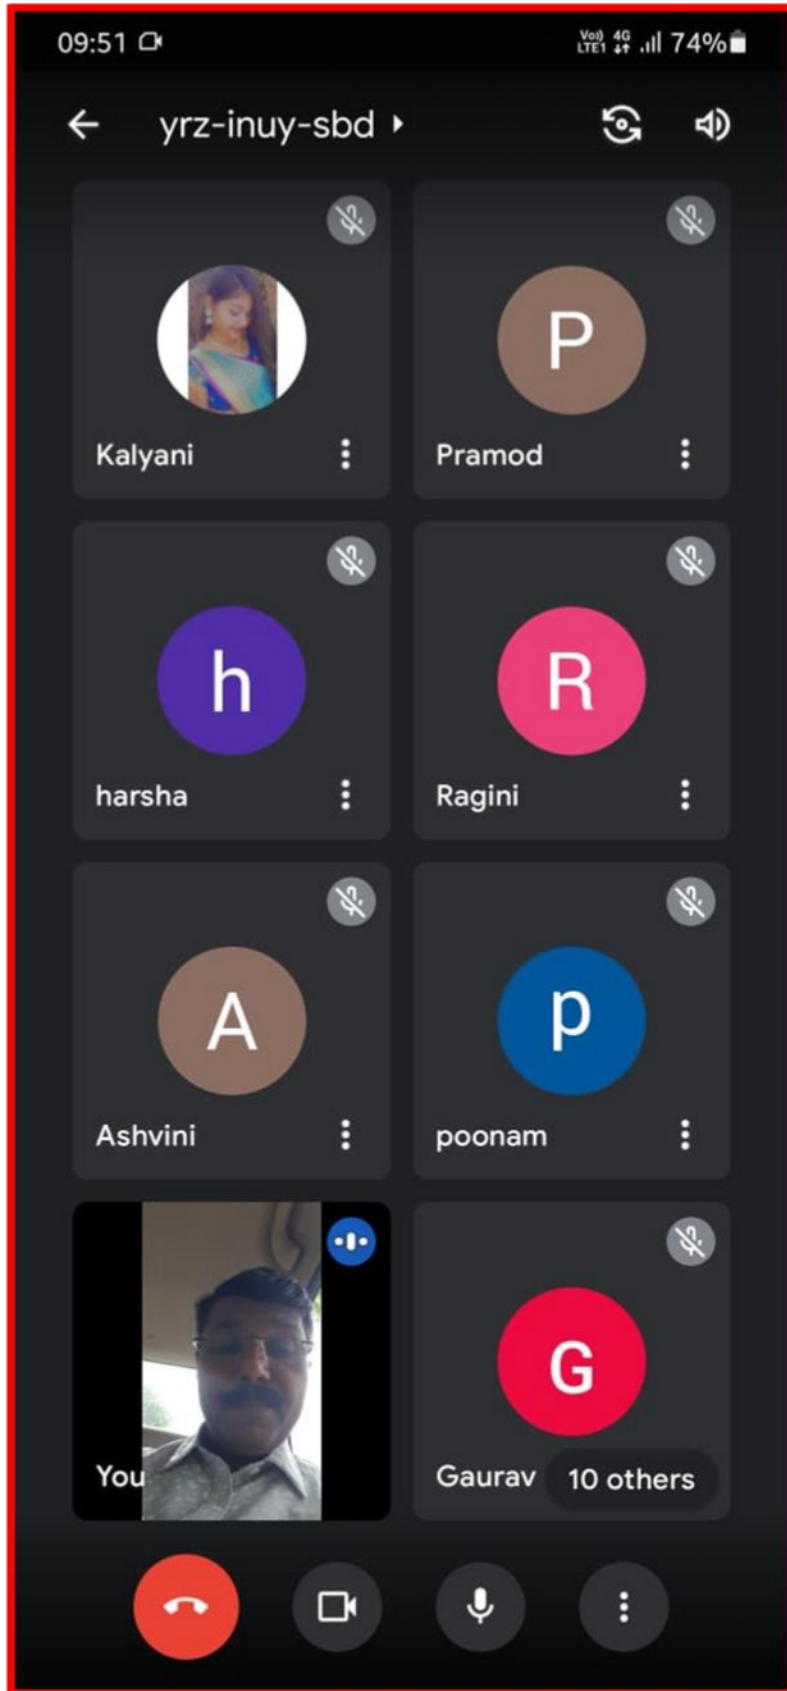 09:51 Vo)) LTE1 4G 74%
yrz-inuy-sbd
P
Kalyani Pramod
h R
harsha Ragini
A p
Ashvini poonam
G
You Gaurav 10 others